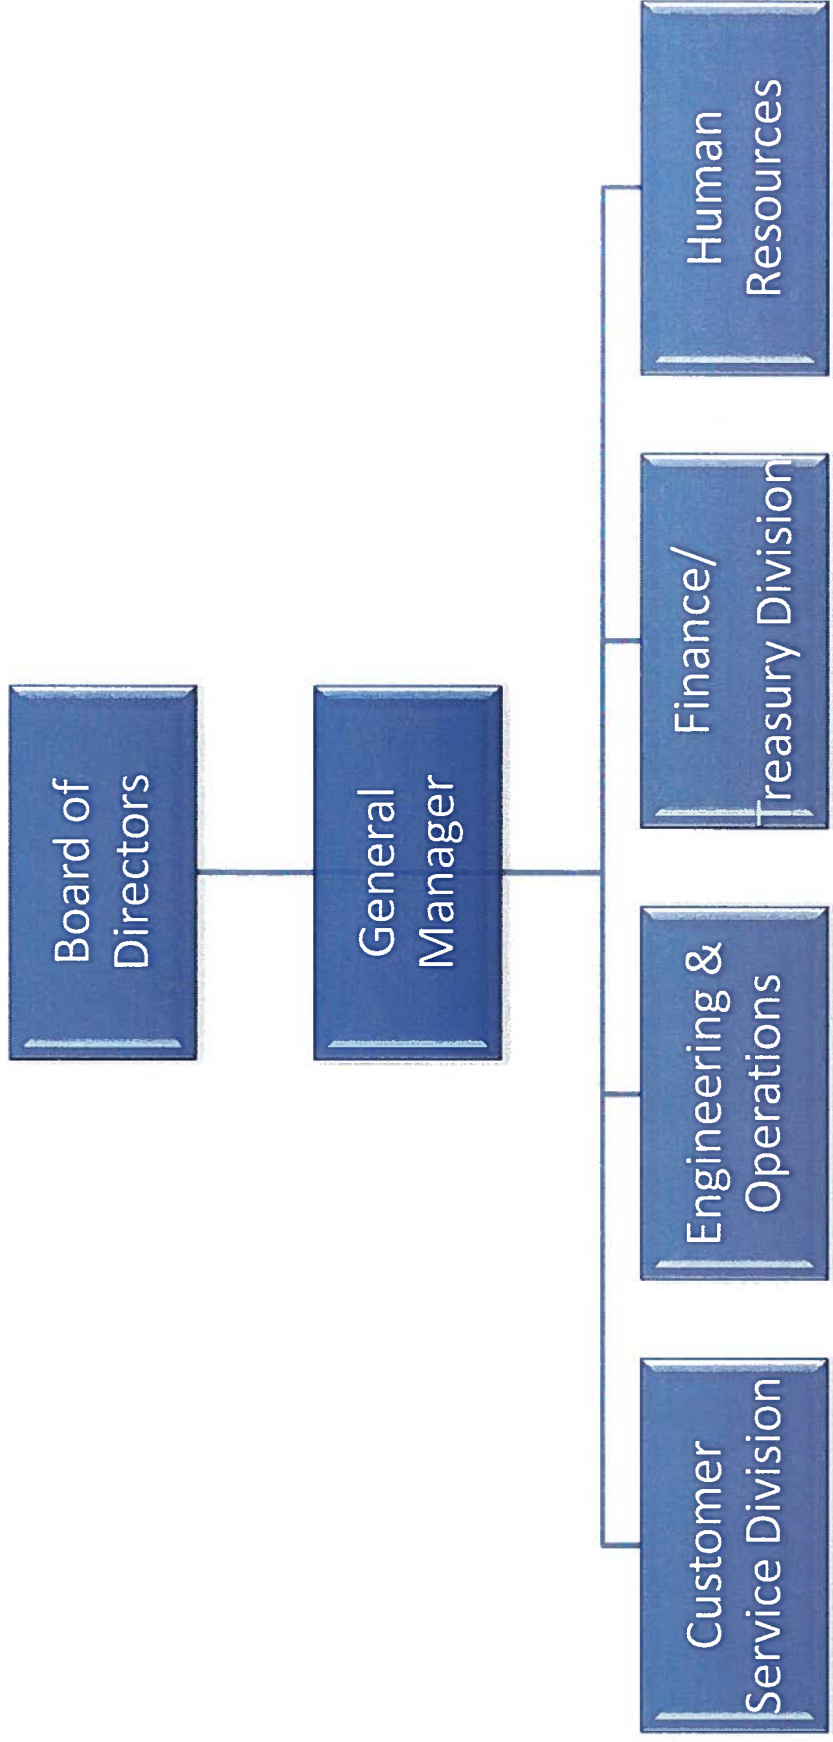 Board of
Directors
General
Manager
Customer
Service Division
Engineering &
Operations
Finance/
Treasury Division
Human
Resources